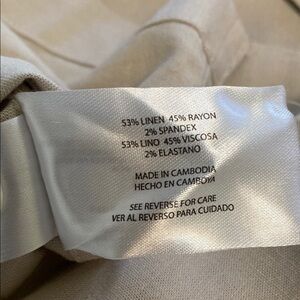 53% LINEN 45% RAYON
2% SPANDEX
53% LINO 45% VISCOSA
2% ELASTANO
MADE IN CAMBODIA
HECHO EN CAMBOYA
SEE REVERSE FOR CARE
VER AL REVERSO PARA CUIDADO